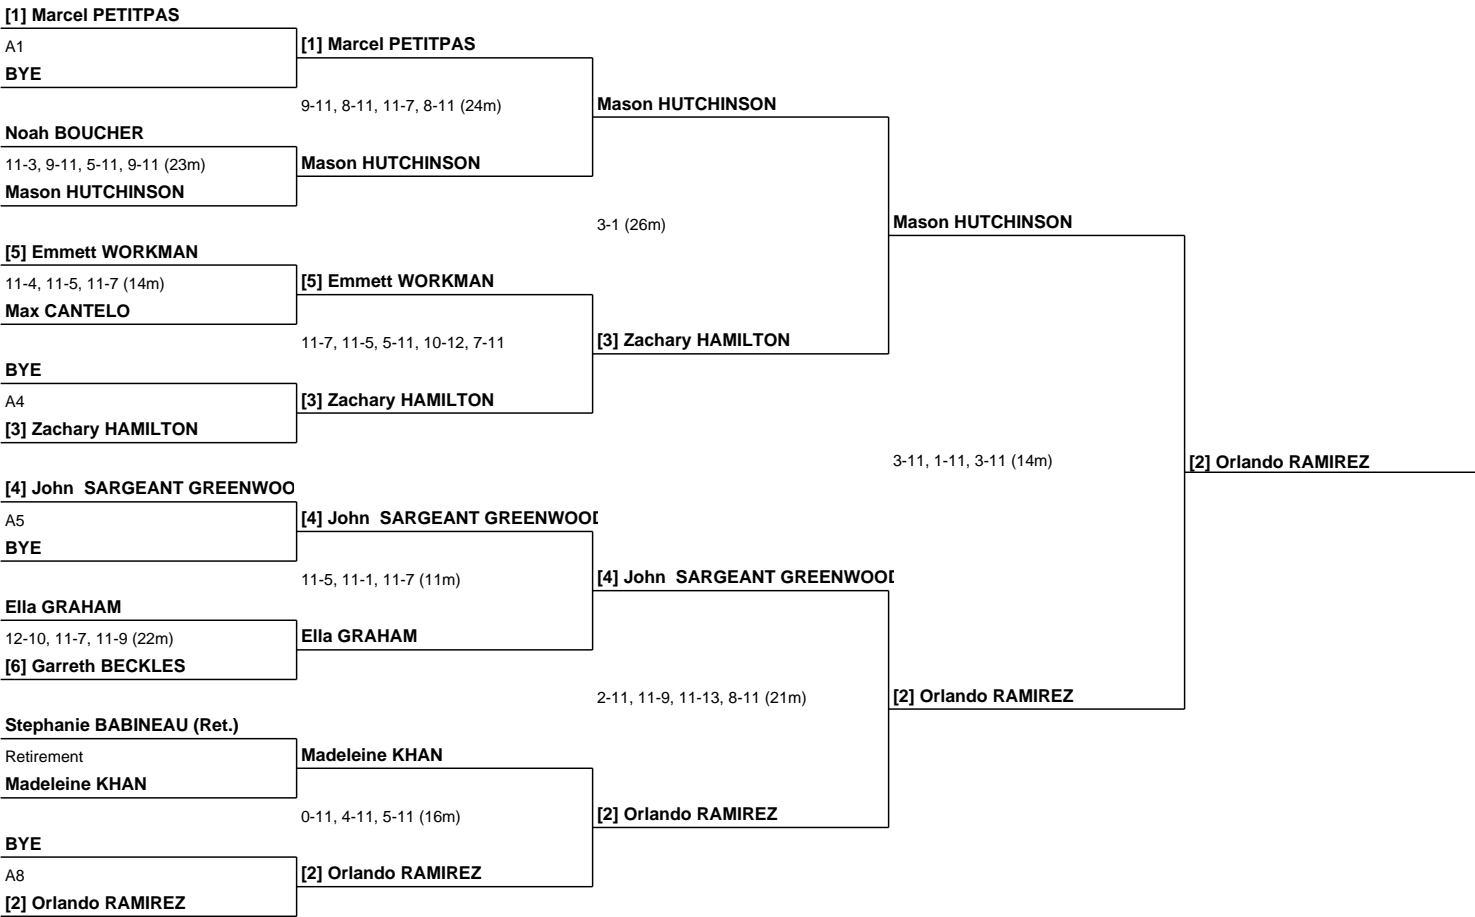 [1] Marcel PETITPAS
A1
BYE
Noah BOUCHER
11-3, 9-11, 5-11, 9-11 (23m)
Mason HUTCHINSON
[5] Emmett WORKMAN
11-4, 11-5, 11-7 (14m)
Max CANTELO
BYE
A4
[3] Zachary HAMILTON
[4] John  SARGEANT GREENWOO
A5
BYE
Ella GRAHAM
12-10, 11-7, 11-9 (22m)
[6] Garreth BECKLES
Stephanie BABINEAU (Ret.)
Retirement
Madeleine KHAN
BYE
A8
[2] Orlando RAMIREZ
[1] Marcel PETITPAS
9-11, 8-11, 11-7, 8-11 (24m)
Mason HUTCHINSON
[5] Emmett WORKMAN
11-7, 11-5, 5-11, 10-12, 7-11
[3] Zachary HAMILTON
[4] John  SARGEANT GREENWOOD
11-5, 11-1, 11-7 (11m)
Ella GRAHAM
Madeleine KHAN
0-11, 4-11, 5-11 (16m)
[2] Orlando RAMIREZ
Mason HUTCHINSON
3-1 (26m)
[3] Zachary HAMILTON
[4] John  SARGEANT GREENWOOD
2-11, 11-9, 11-13, 8-11 (21m)
[2] Orlando RAMIREZ
Mason HUTCHINSON
3-11, 1-11, 3-11 (14m)
[2] Orlando RAMIREZ
[2] Orlando RAMIREZ